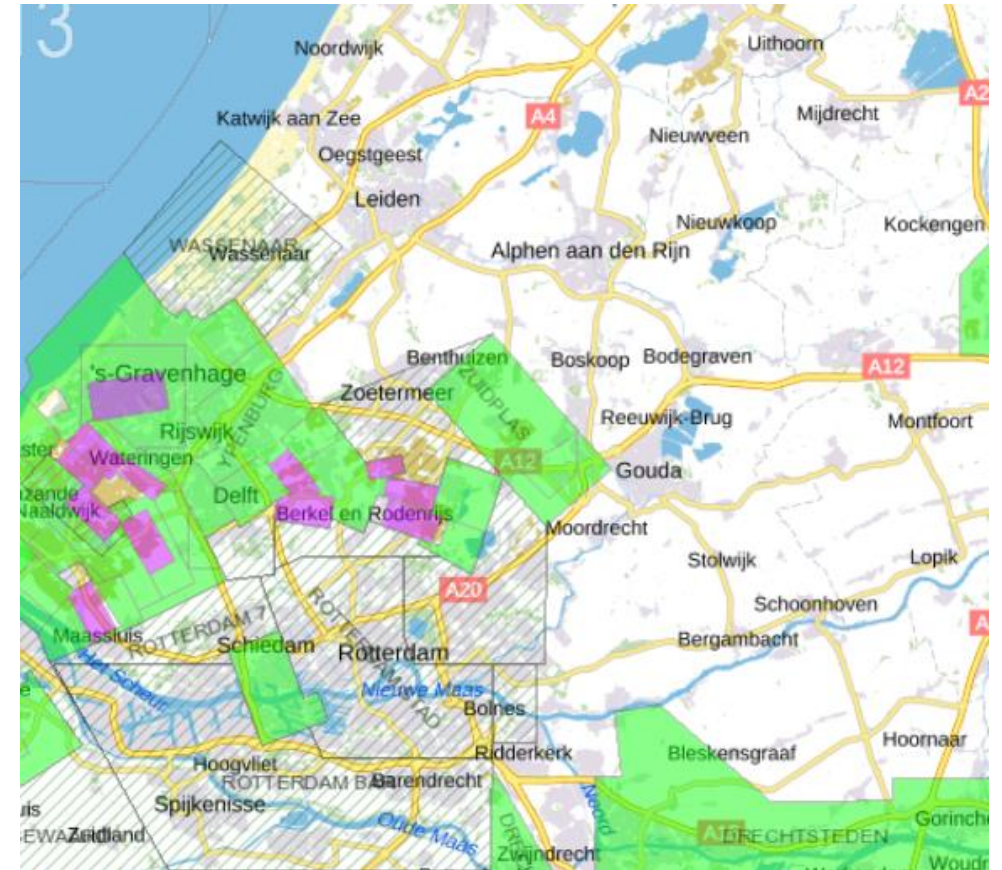 3
Noordwijk
Uithoorn
A2
A4
Mijdrecht
Katwijk aan Zee
Nieuwveen
Oegstgeest
Leiden
Nieuwkoop
Kockengen
WASSENAAR
Wassenaar
Alphen aan den Rijn
Benthuizen
Boskoop
Bodegraven
A12
's-Gravenhage
Zoetermeer
ZUIDPLAS
YPENBURG
Reeuwijk-Brug
Montfoort
Rijswijk
Wateringen
A12
Gouda
Delft
Naaldwijk
Berkel en Rodenrijs
Moordrecht
Stolwijk
Lopik
A20
Schoonhoven
Maassluis
ROTTERDAM 7
Schiedam
Rotterdam
Bergambacht
Het Scheur
Nieuwe Maas
Bolnes
Hoornaar
Ridderkerk
Bleskensgraaf
Hoogvliet
Barendrecht
Spijkenisse
Noord
Oude Maas
Gorinch
Zuidland
DRECHTSTEDEN
Zwijndrecht
Woudr